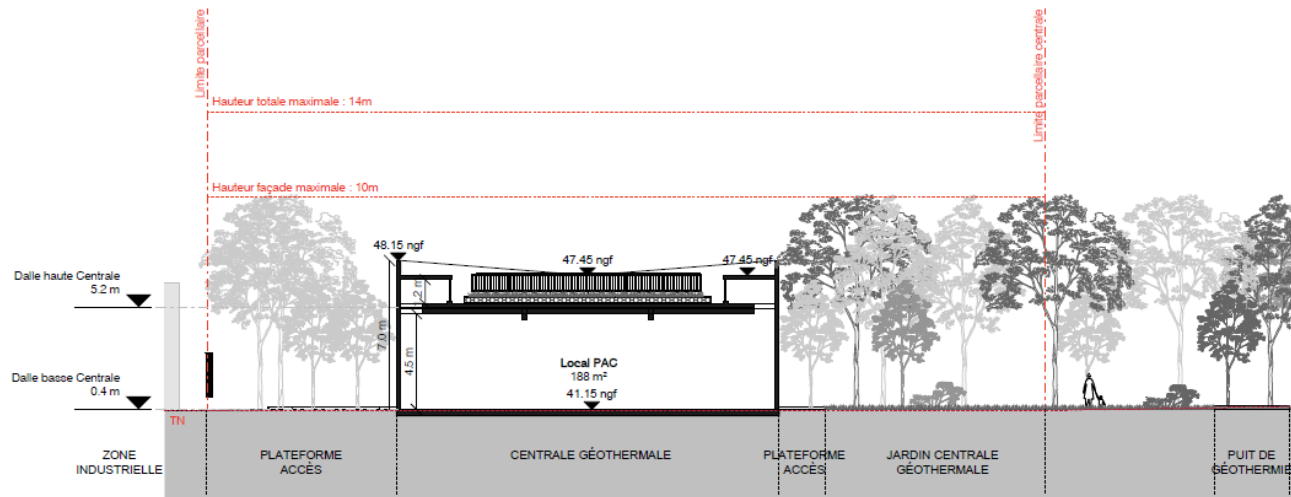 Limite parcellaire
Limite parcellaire centrale
Hauteur totale maximale : 14m
Hauteur façade maximale : 10m
48.15 ngf
47.45 ngf
47.45 ngf
Dalle haute Centrale
5.2 m
7.0 m
4.5 m
Local PAC
188 m²
41.15 ngf
Dalle basse Centrale
0.4 m
TN
ZONE
INDUSTRIELLE
PLATEFORME
ACCÈS
CENTRALE GÉOTHERMALE
PLATEFORME
ACCÈS
JARDIN CENTRALE
GÉOTHERMALE
PUIT DE
GÉOTHERMIE